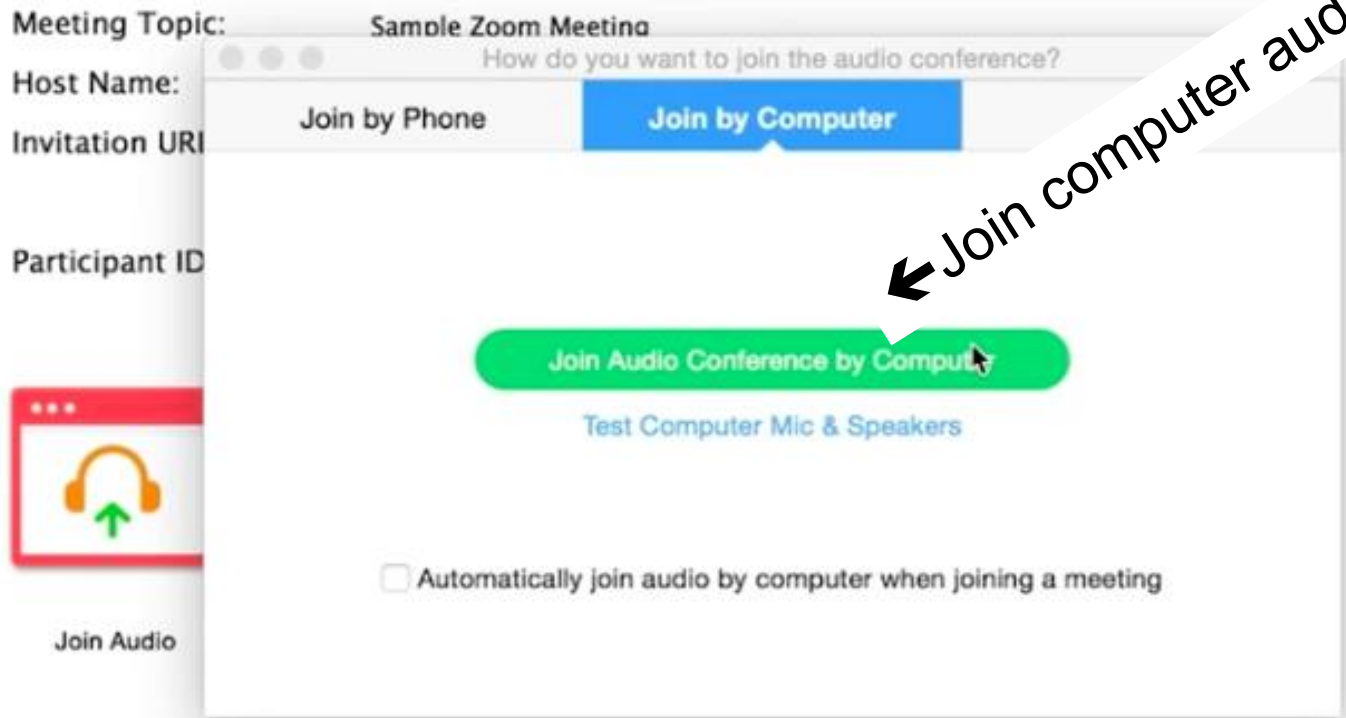 Meeting Topic: Sample Zoom Meeting
How do you want to join the audio conference?
Host Name:
Join by Phone Join by Computer
Invitation URL
←Join computer aud
Participant ID
Join Audio Conference by Computer
Test Computer Mic & Speakers
Automatically join audio by computer when joining a meeting
Join Audio